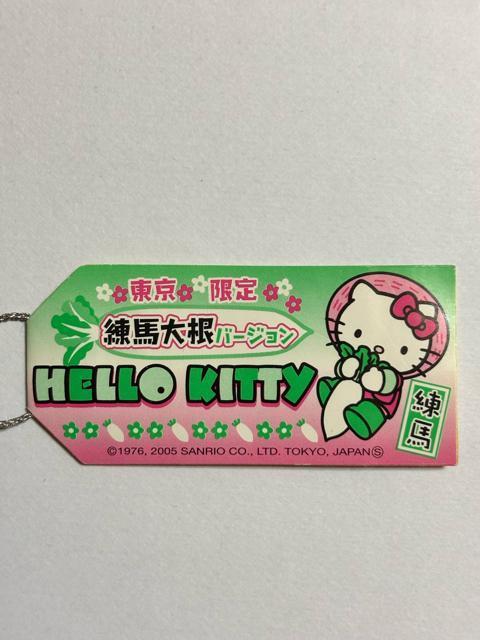 東京 限定
練馬大根バージョン
HELLO KITTY
練馬
©1976, 2005 SANRIO CO., LTD. TOKYO, JAPAN Ⓢ